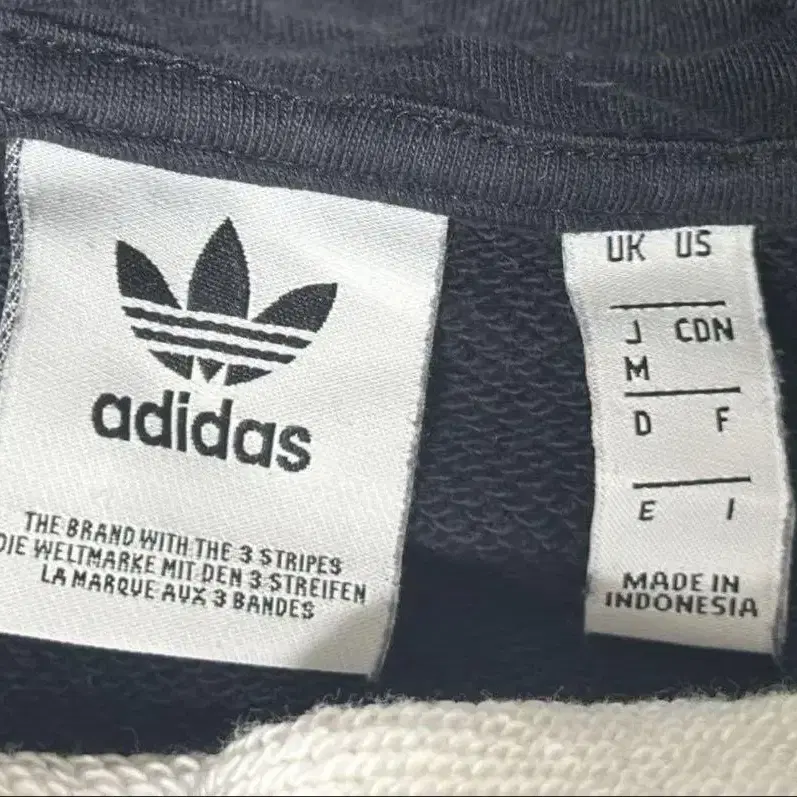 adidas
THE BRAND WITH THE 3 STRIPES
DIE WELTMARKE MIT DEN 3 STREIFEN
LA MARQUE AUX 3 BANDES
UK US
J CDN
M
D F
E I
MADE IN
INDONESIA